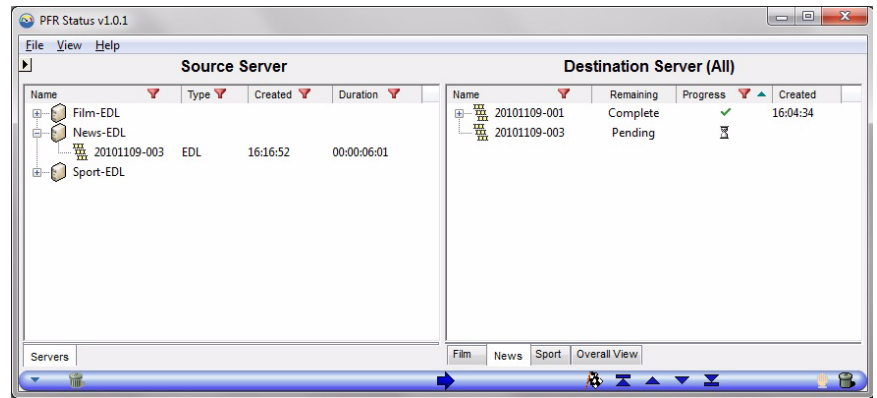 PFR Status v1.0.1
File View Help
Source Server
Destination Server (All)
Name Type Created Duration
Film-EDL
News-EDL
20101109-003 EDL 16:16:52 00:00:06:01
Sport-EDL
Servers
Name Remaining Progress Created
20101109-001 Complete 16:04:34
20101109-003 Pending
Film News Sport Overall View